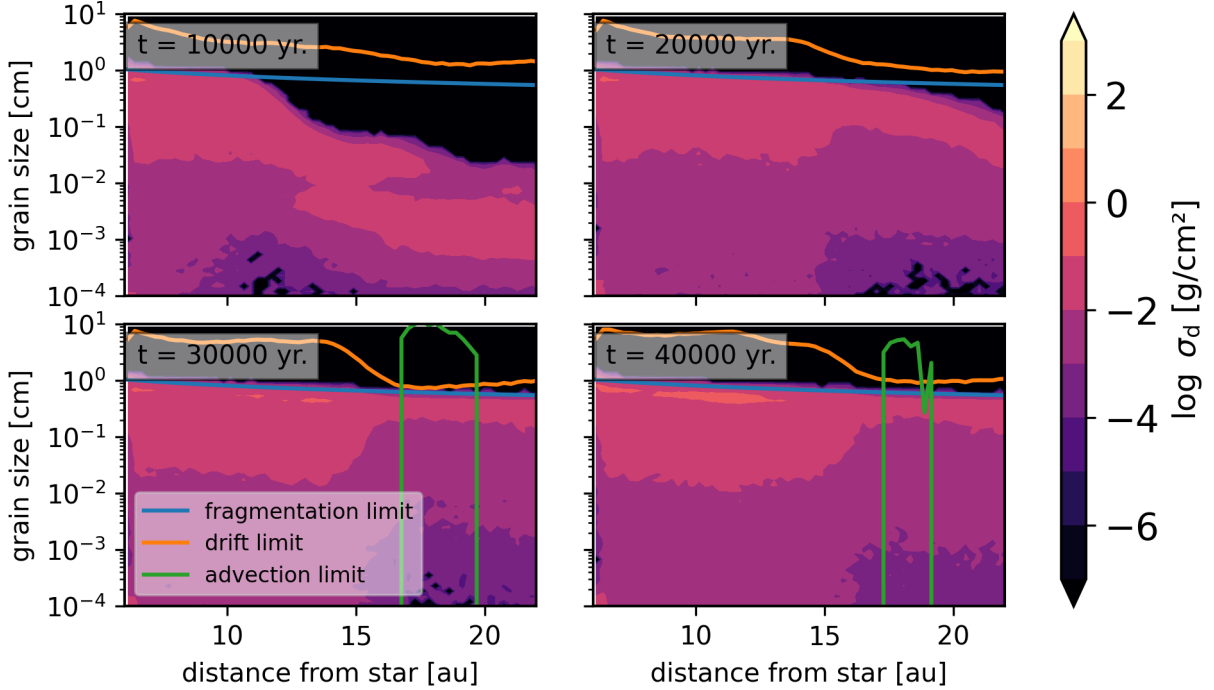 10¹
10⁰
10⁻¹
10⁻²
10⁻³
10⁻⁴
grain size [cm]
t = 10000 yr.
t = 20000 yr.
10¹
10⁰
10⁻¹
10⁻²
10⁻³
10⁻⁴
grain size [cm]
t = 30000 yr.
t = 40000 yr.
fragmentation limit
drift limit
advection limit
10 15 20
10 15 20
distance from star [au]
distance from star [au]
2
0
−2
−4
−6
log σd [g/cm²]